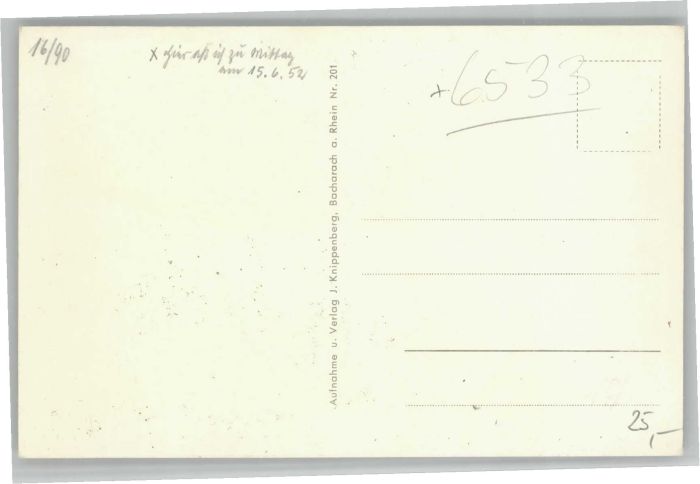 16/90
x hier aß ich zu Mittag
am 15.6.52
Aufnahme u. Verlag J. Knippenberg, Bacharach a. Rhein Nr. 201
x 6533
25,-